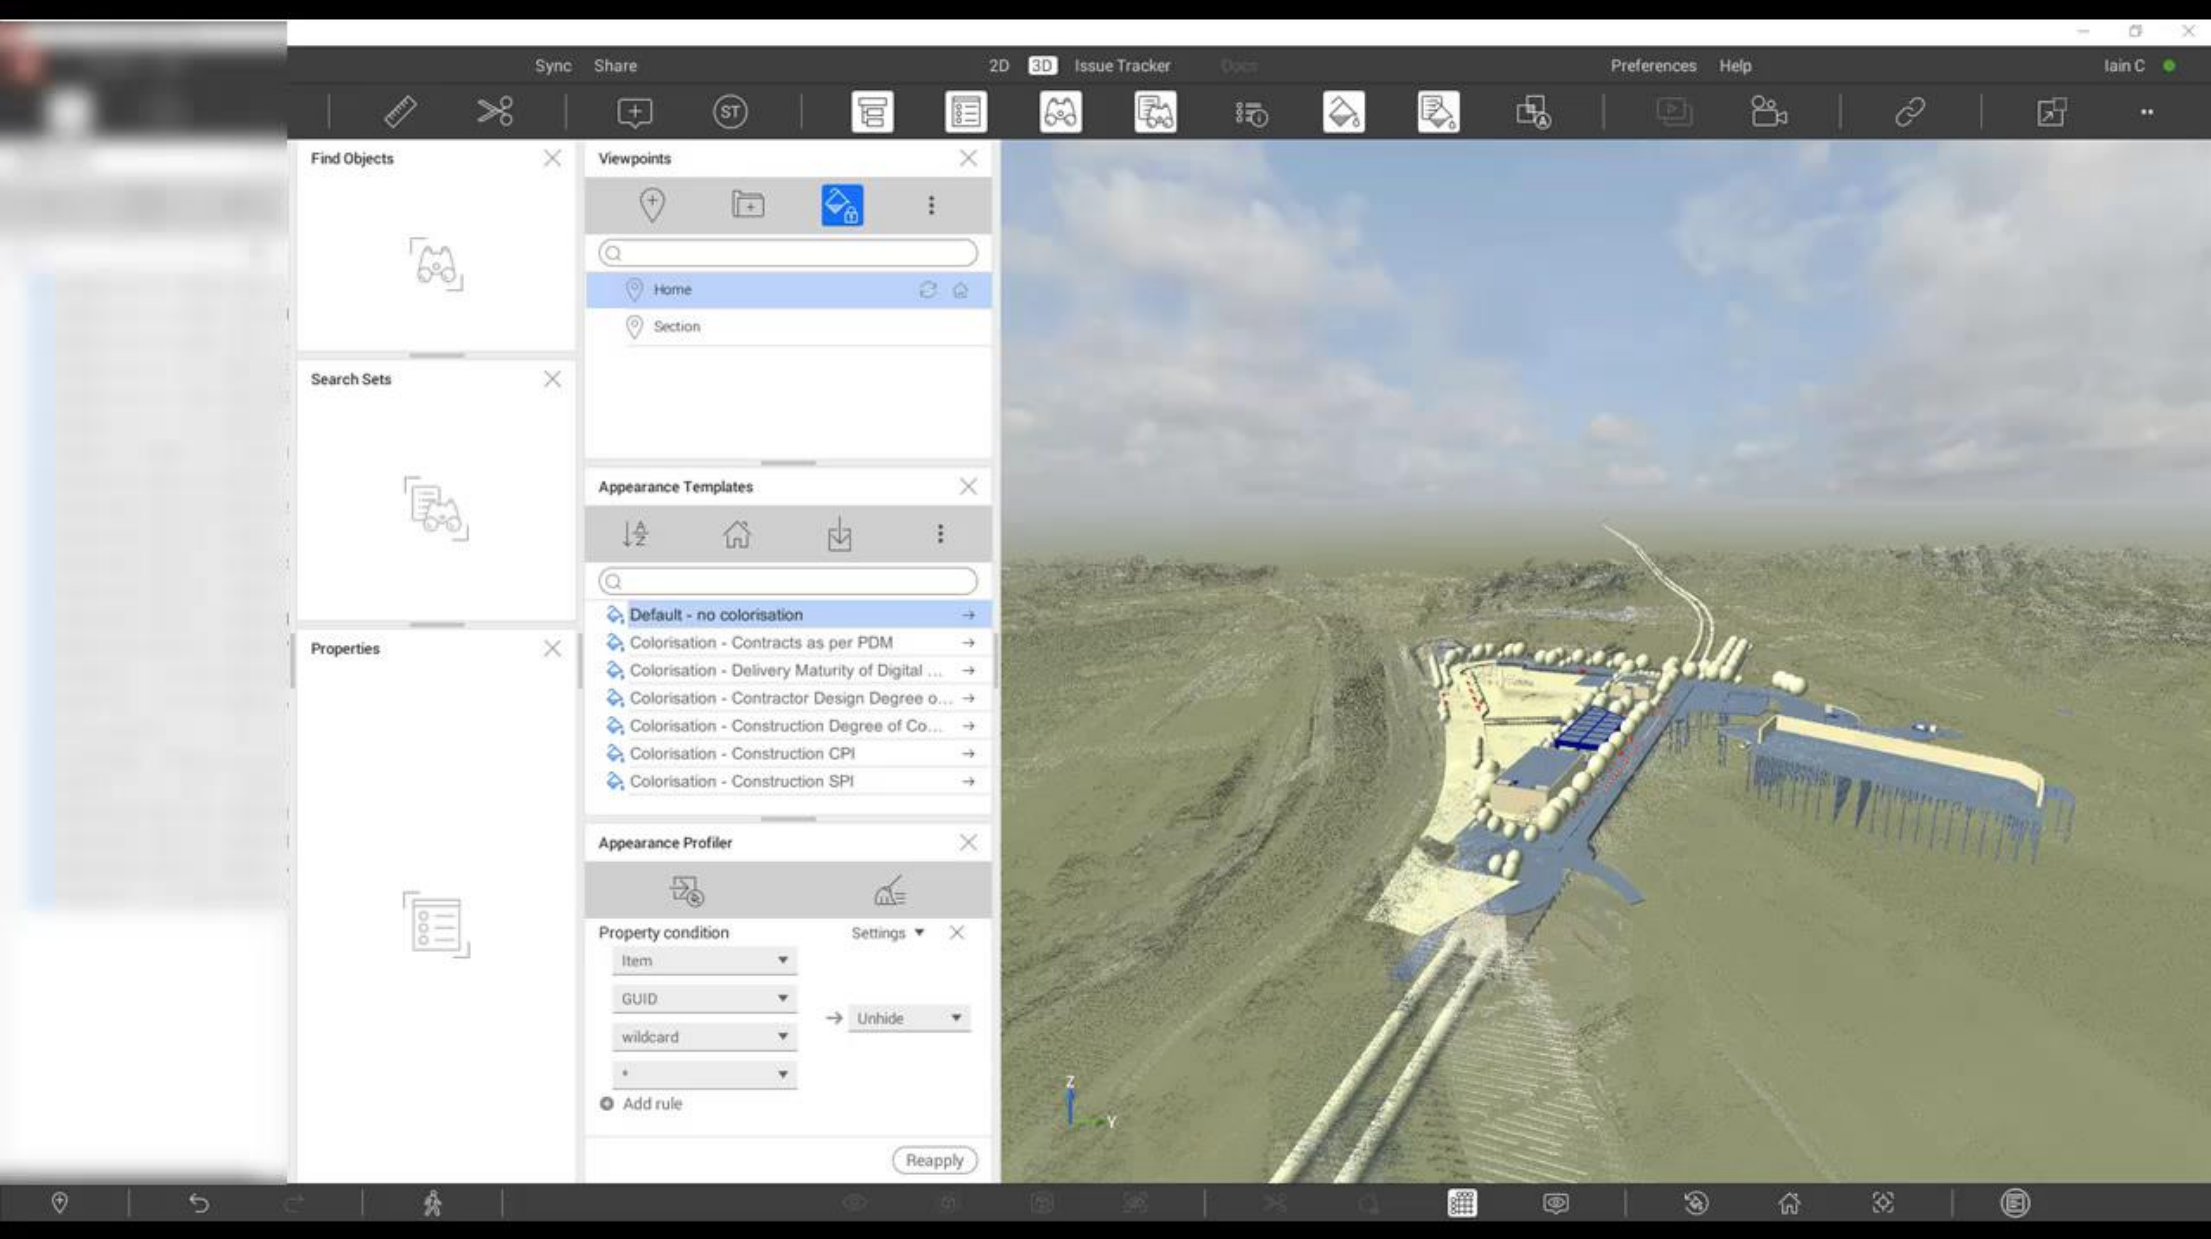 Sync Share 2D 3D Issue Tracker Docs Preferences Help Iain C
ST
Find Objects
Search Sets
Properties
Viewpoints
Home
Section
Appearance Templates
A
Z
Default - no colorisation
Colorisation - Contracts as per PDM
Colorisation - Delivery Maturity of Digital ...
Colorisation - Contractor Design Degree o...
Colorisation - Construction Degree of Co...
Colorisation - Construction CPI
Colorisation - Construction SPI
Appearance Profiler
Property condition Settings
Item
GUID
Unhide
wildcard
*
Add rule
Reapply
Z
Y